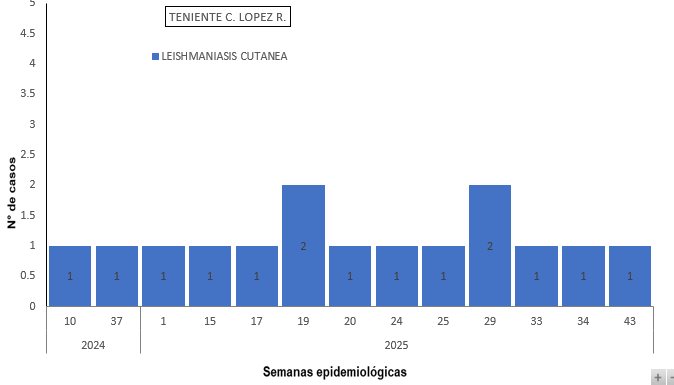 TENIENTE C. LOPEZ R.
LEISHMANIASIS CUTANEA
5
4.5
4
3.5
3
2.5
2
1.5
1
0.5
0
N° de casos
1 1 1 1 1 2 1 1 1 2 1 1 1
10 37 1 15 17 19 20 24 25 29 33 34 43
2024 2025
Semanas epidemiológicas
+ -